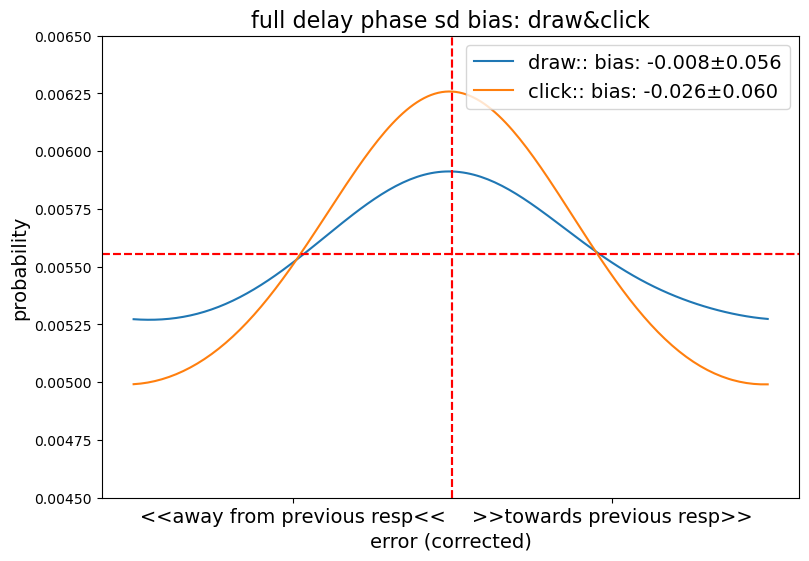 full delay phase sd bias: draw&click
draw:: bias: -0.008±0.056
click:: bias: -0.026±0.060
0.00650
0.00625
0.00600
0.00575
0.00550
0.00525
0.00500
0.00475
0.00450
probability
<<away from previous resp<<
>>towards previous resp>>
error (corrected)